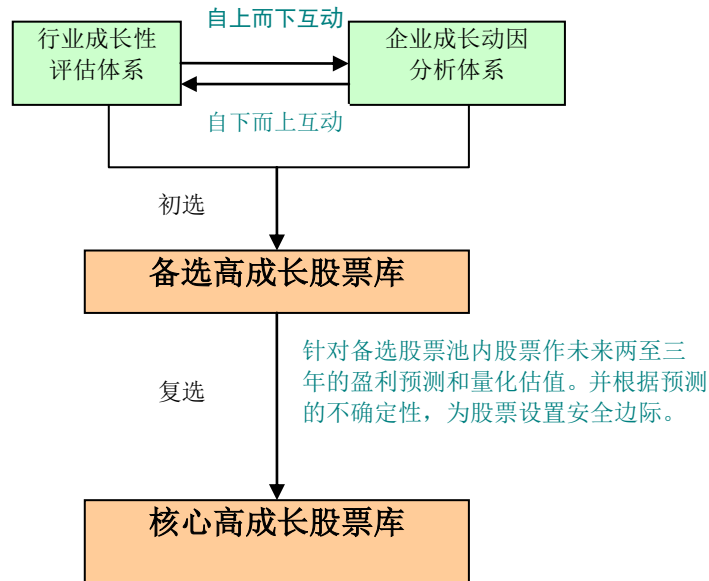 自上而下互动
行业成长性
评估体系
企业成长动因
分析体系
自下而上互动
初选
备选高成长股票库
针对备选股票池内股票作未来两至三
年的盈利预测和量化估值。并根据预测
的不确定性，为股票设置安全边际。
复选
核心高成长股票库